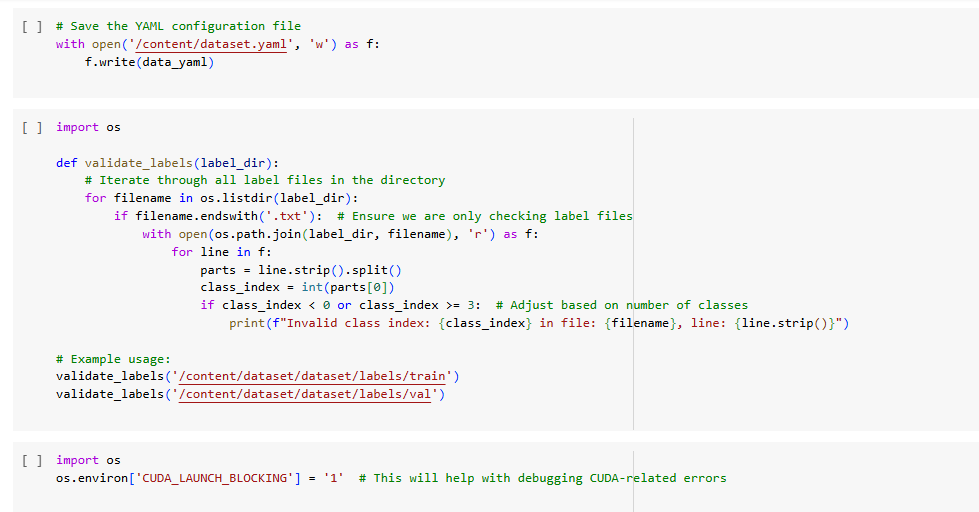 [ ] # Save the YAML configuration file
with open('/content/dataset.yaml', 'w') as f:
    f.write(data_yaml)
[ ] import os
def validate_labels(label_dir):
    # Iterate through all label files in the directory
    for filename in os.listdir(label_dir):
        if filename.endswith('.txt'):  # Ensure we are only checking label files
            with open(os.path.join(label_dir, filename), 'r') as f:
                for line in f:
                    parts = line.strip().split()
                    class_index = int(parts[0])
                    if class_index < 0 or class_index >= 3:  # Adjust based on number of classes
                        print(f"Invalid class index: {class_index} in file: {filename}, line: {line.strip()}")
# Example usage:
validate_labels('/content/dataset/dataset/labels/train')
validate_labels('/content/dataset/dataset/labels/val')
[ ] import os
os.environ['CUDA_LAUNCH_BLOCKING'] = '1'  # This will help with debugging CUDA-related errors